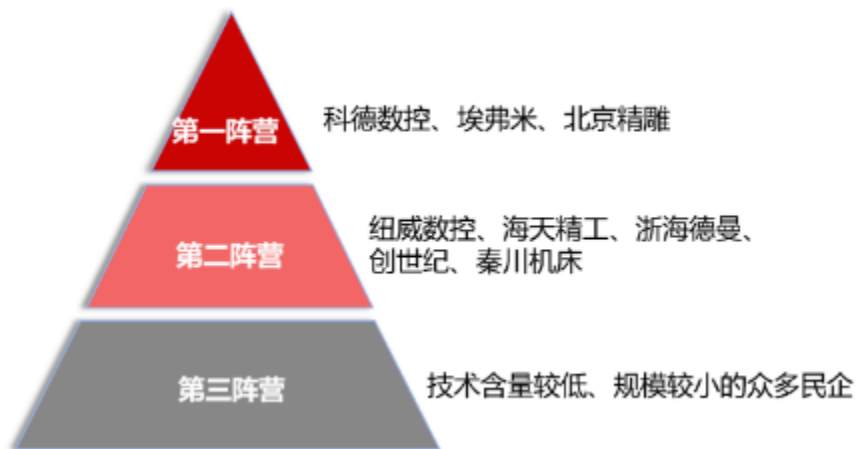 第一阵营
科德数控、埃弗米、北京精雕
第二阵营
纽威数控、海天精工、浙海德曼、
创世纪、秦川机床
第三阵营
技术含量较低、规模较小的众多民企